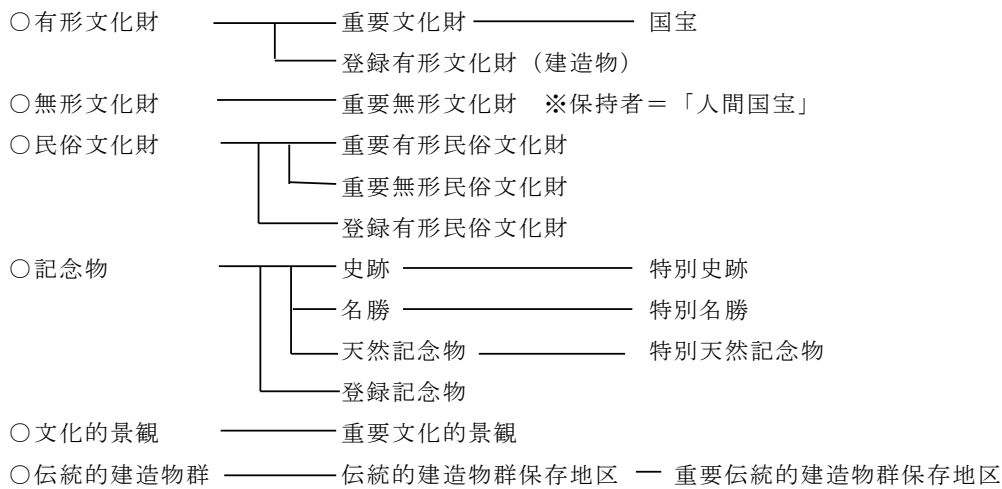 ○有形文化財 重要文化財 国宝
登録有形文化財(建造物)
○無形文化財 重要無形文化財 ※保持者=「人間国宝」
○民俗文化財 重要有形民俗文化財
重要無形民俗文化財
登録有形民俗文化財
○記念物 史跡 特別史跡
名勝 特別名勝
天然記念物 特別天然記念物
登録記念物
○文化的景観 重要文化的景観
○伝統的建造物群 伝統的建造物群保存地区 重要伝統的建造物群保存地区